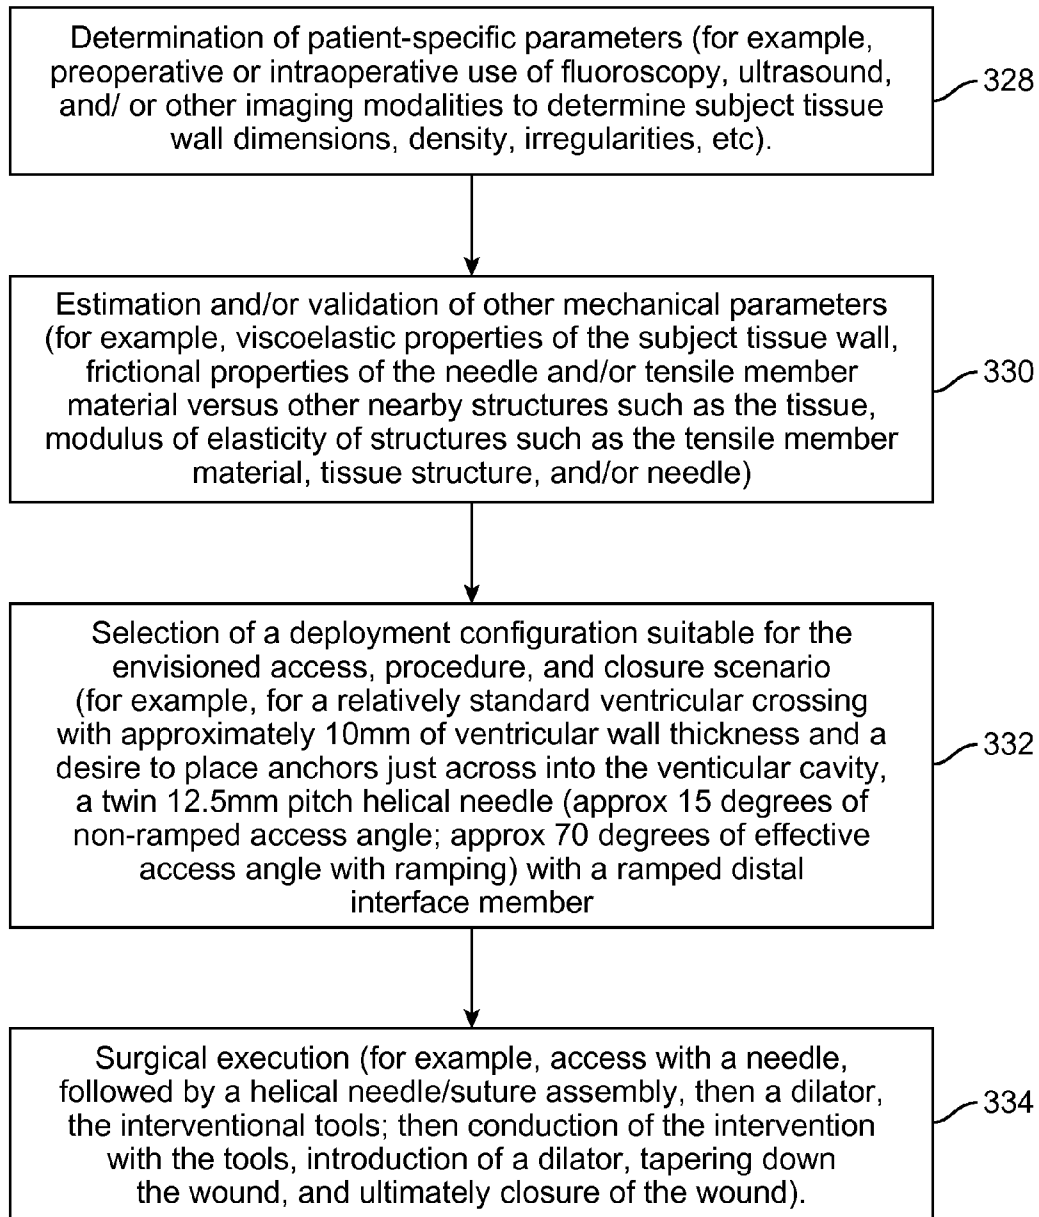 Determination of patient-specific parameters (for example,
preoperative or intraoperative use of fluoroscopy, ultrasound,
and/ or other imaging modalities to determine subject tissue
wall dimensions, density, irregularities, etc).
328
Estimation and/or validation of other mechanical parameters
(for example, viscoelastic properties of the subject tissue wall,
frictional properties of the needle and/or tensile member
material versus other nearby structures such as the tissue,
modulus of elasticity of structures such as the tensile member
material, tissue structure, and/or needle)
330
Selection of a deployment configuration suitable for the
envisioned access, procedure, and closure scenario
(for example, for a relatively standard ventricular crossing
with approximately 10mm of ventricular wall thickness and a
desire to place anchors just across into the venticular cavity,
a twin 12.5mm pitch helical needle (approx 15 degrees of
non-ramped access angle; approx 70 degrees of effective
access angle with ramping) with a ramped distal
interface member
332
Surgical execution (for example, access with a needle,
followed by a helical needle/suture assembly, then a dilator,
the interventional tools; then conduction of the intervention
with the tools, introduction of a dilator, tapering down
the wound, and ultimately closure of the wound).
334